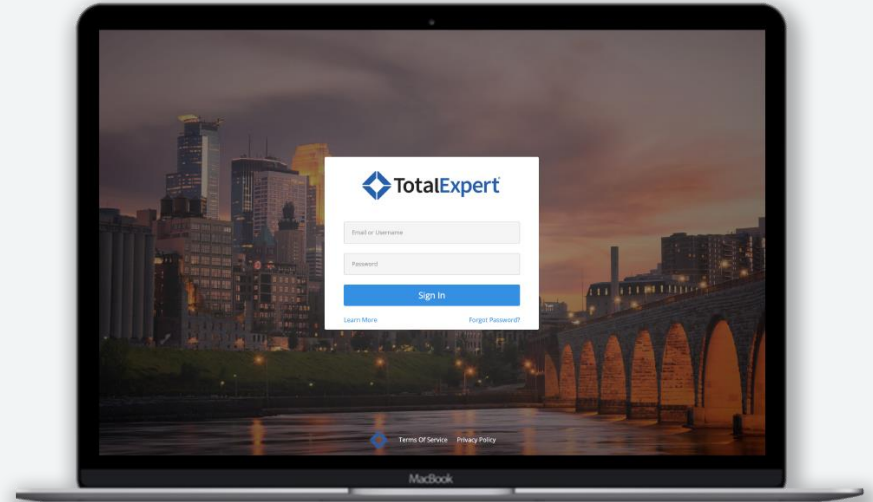 TotalExpert
Email or Username
Password
Sign In
Learn More Forgot Password?
Terms Of Service Privacy Policy
MacBook